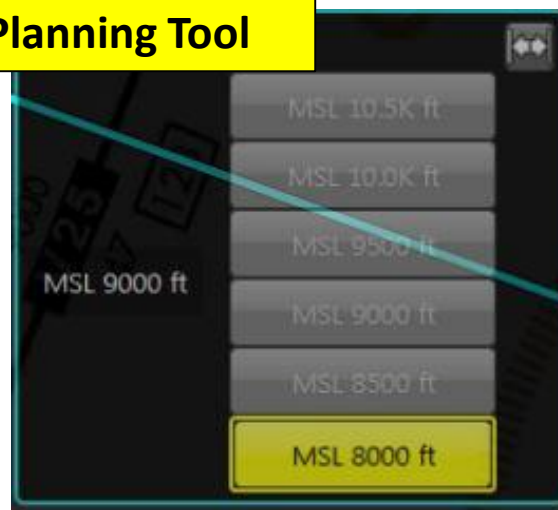 Planning Tool
MSL 10.5K ft
MSL 10.0K ft
MSL 9500 ft
MSL 9000 ft
MSL 9000 ft
MSL 8500 ft
MSL 8000 ft